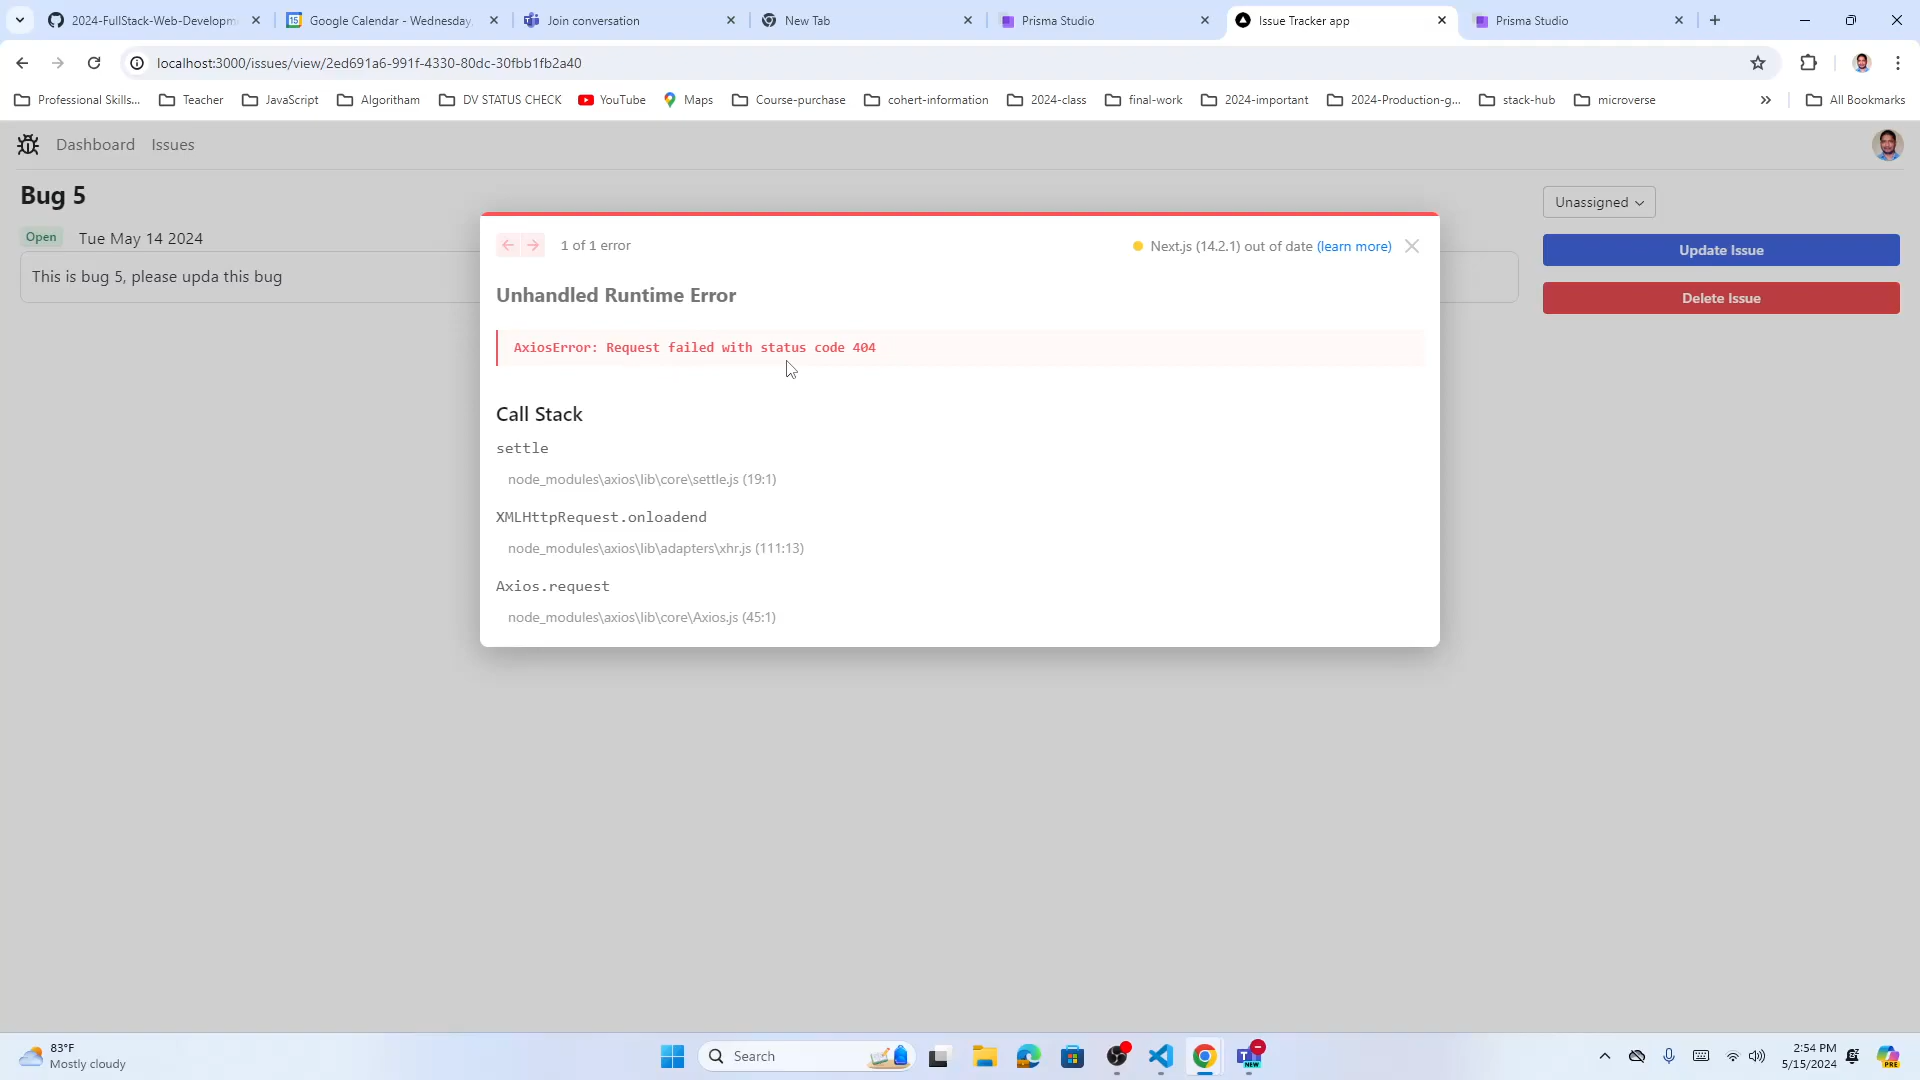 2024-FullStack-Web-Developm
Google Calendar - Wednesday,
Join conversation
New Tab
Prisma Studio
Issue Tracker app
Prisma Studio
localhost:3000/issues/view/2ed691a6-991f-4330-80dc-30fbb1fb2a40
Professional Skills...
Teacher
JavaScript
Algoritham
DV STATUS CHECK
YouTube
Maps
Course-purchase
cohert-information
2024-class
final-work
2024-important
2024-Production-g...
stack-hub
microverse
All Bookmarks
Dashboard
Issues
Bug 5
Unassigned
Open
Tue May 14 2024
This is bug 5, please upda this bug
Update Issue
Delete Issue
1 of 1 error
Next.js (14.2.1) out of date (learn more)
Unhandled Runtime Error
AxiosError: Request failed with status code 404
Call Stack
settle
node_modules\axios\lib\core\settle.js (19:1)
XMLHttpRequest.onloadend
node_modules\axios\lib\adapters\xhr.js (111:13)
Axios.request
node_modules\axios\lib\core\Axios.js (45:1)
83°F
Mostly cloudy
Search
NEW
2:54 PM
5/15/2024
PRE